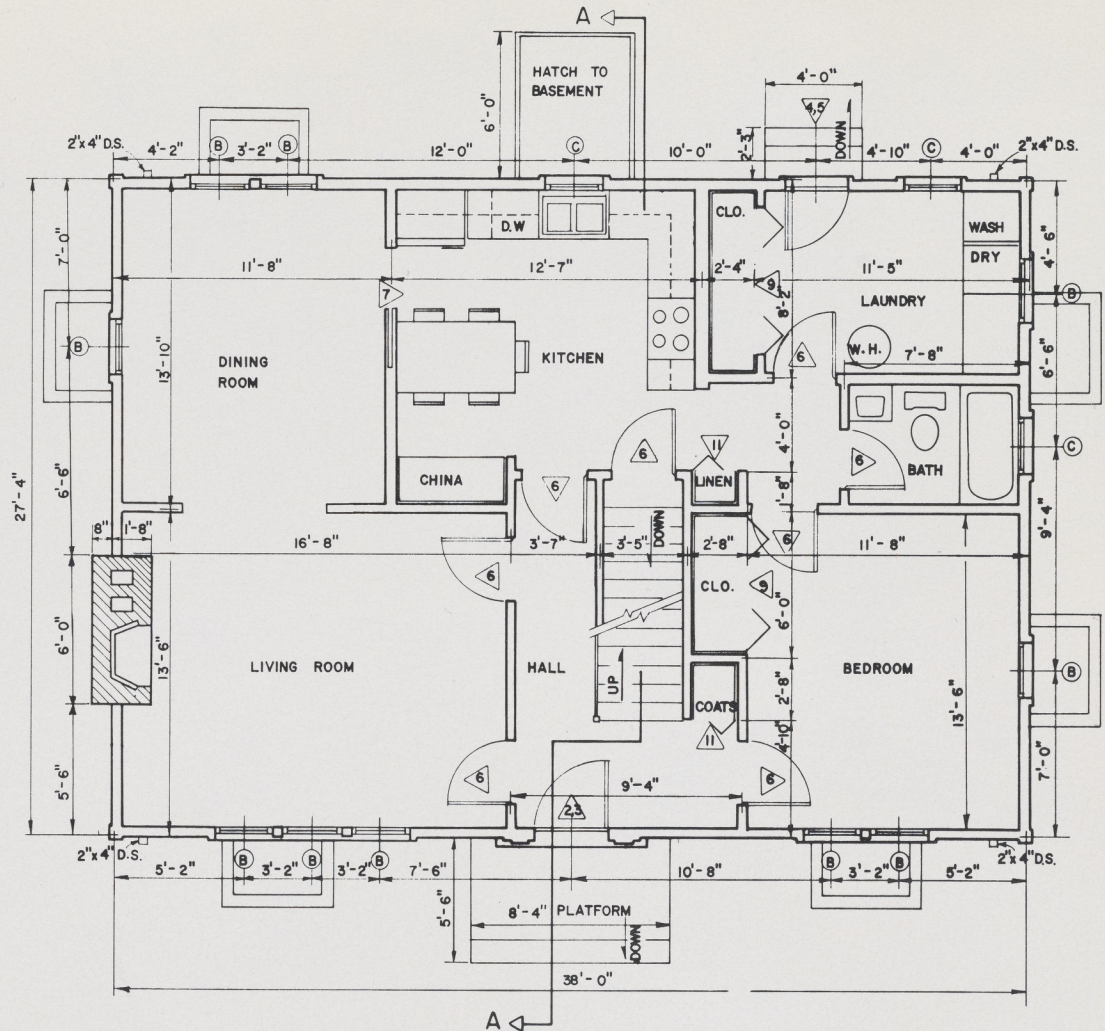 A
HATCH TO
BASEMENT
6'-0"
4'-0"
4,5
DOWN
2'-3"
2"x4" D.S.
4'-2"
B
3'-2"
B
12'-0"
C
10'-0"
4'-10"
C
4'-0"
2"x4" D.S.
7'-0"
D.W
CLO.
WASH
DRY
4'-6"
11'-8"
12'-7"
2'-4"
9
11'-5"
7
8'-2"
LAUNDRY
B
B
13'-10"
DINING
ROOM
KITCHEN
6
W.H.
7'-8"
6'-6"
27'-4"
6'-6"
4'-0"
6
11
6
BATH
C
CHINA
6
LINEN
1'-8"
8"
1'-8"
16'-8"
3'-7"
3'-5"
DOWN
2'-8"
6
11'-8"
9'-4"
6
CLO.
9
6'-0"
6'-0"
13'-6"
LIVING ROOM
HALL
UP
BEDROOM
B
2'-8"
COATS
13'-6"
11
4'-10"
5'-6"
6
6
7'-0"
9'-4"
2,3
2"x4" D.S.
B
B
B
B
B
2"x4" D.S.
5'-2"
3'-2"
3'-2"
7'-6"
10'-8"
3'-2"
5'-2"
5'-6"
8'-4" PLATFORM
DOWN
38'-0"
A